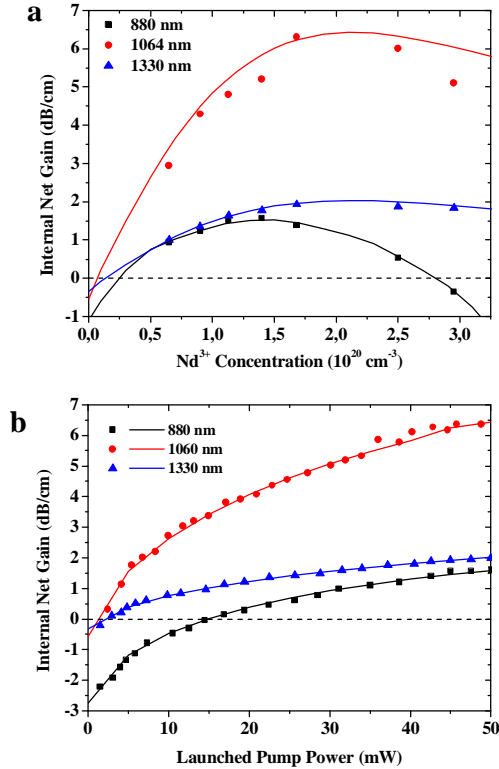 a
880 nm
1064 nm
1330 nm
Internal Net Gain (dB/cm)
7
6
5
4
3
2
1
0
-1
0,0 0,5 1,0 1,5 2,0 2,5 3,0
Nd³⁺ Concentration (10²⁰ cm⁻³)
b
880 nm
1060 nm
1330 nm
Internal Net Gain (dB/cm)
7
6
5
4
3
2
1
0
-1
-2
-3
0 10 20 30 40 50
Launched Pump Power (mW)